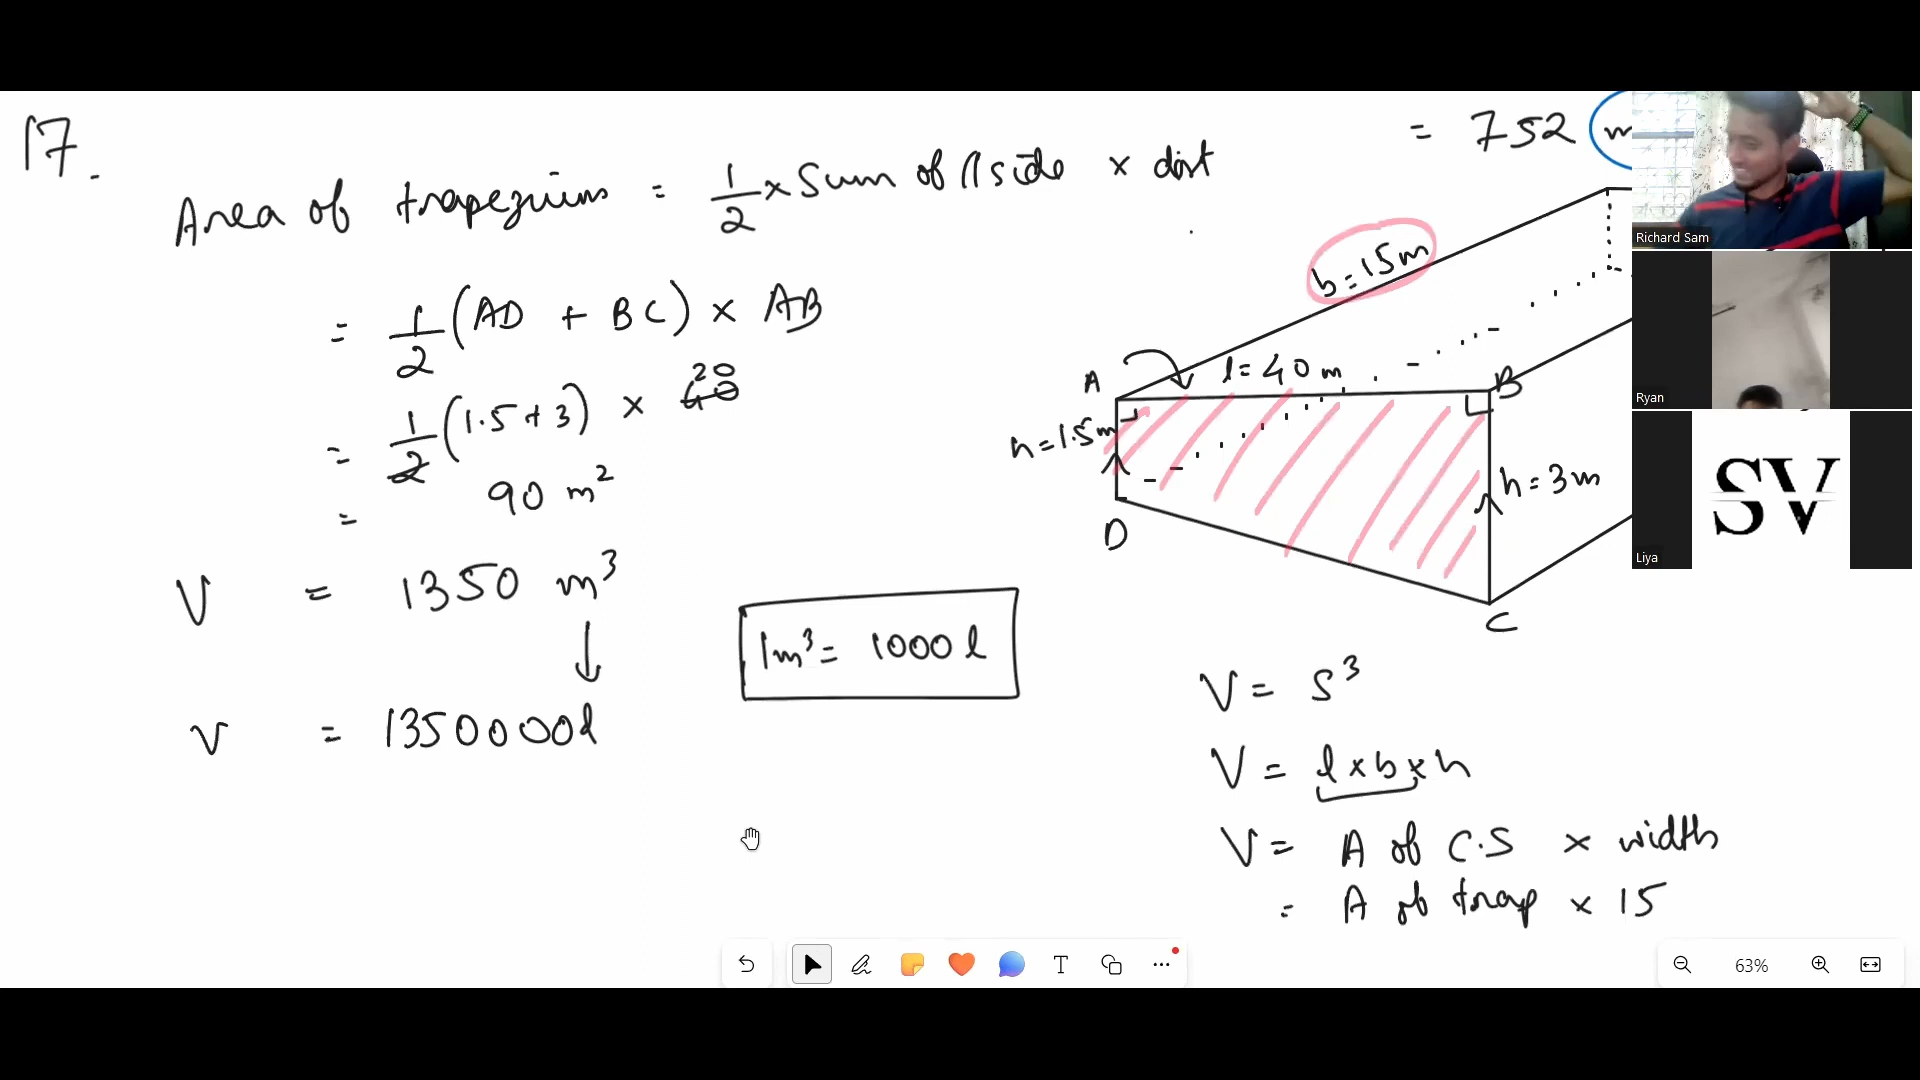 17.
Area of trapezium = 1/2 × Sum of || side × dist
= 1/2 (AD + BC) × AB
= 1/2 (1.5 + 3) × 40 20
= 90 m²
V = 1350 m³
1m³ = 1000 l
V = 1350000l
= 752 m
b = 15m
A
l = 40 m
B
h = 1.5m
h = 3m
D
C
V = s³
V = l × b × h
V = A of C.S × width
= A of trap × 15
Richard Sam
Ryan
SV
Liya
T
63%